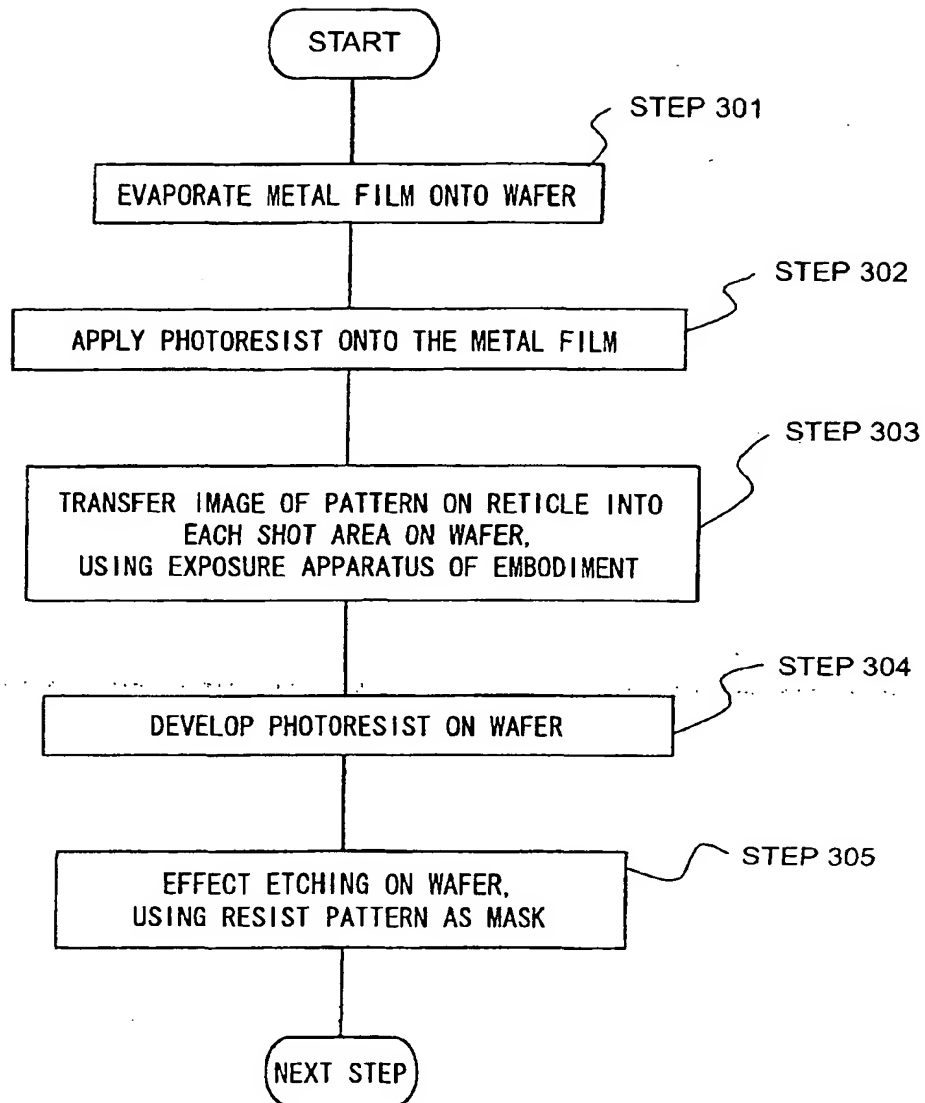 START
STEP 301
EVAPORATE METAL FILM ONTO WAFER
STEP 302
APPLY PHOTORESIST ONTO THE METAL FILM
STEP 303
TRANSFER IMAGE OF PATTERN ON RETICLE INTO
EACH SHOT AREA ON WAFER,
USING EXPOSURE APPARATUS OF EMBODIMENT
STEP 304
DEVELOP PHOTORESIST ON WAFER
STEP 305
EFFECT ETCHING ON WAFER,
USING RESIST PATTERN AS MASK
NEXT STEP